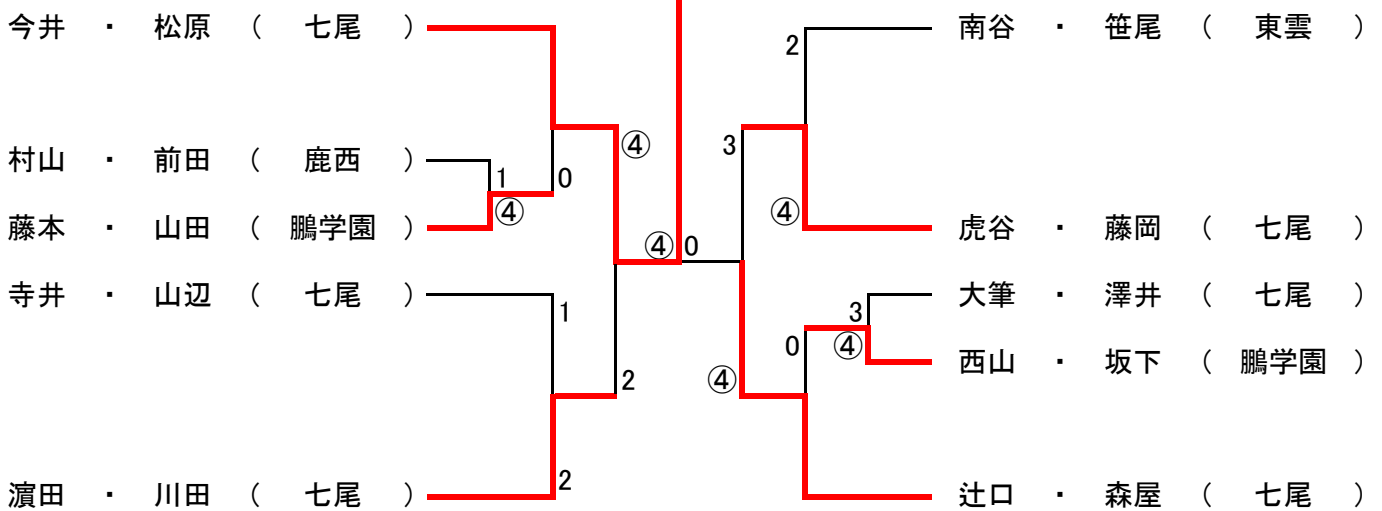 今井 ・ 松原 ( 七尾 )
村山 ・ 前田 ( 鹿西 )
藤本 ・ 山田 ( 鵬学園 )
寺井 ・ 山辺 ( 七尾 )
濵田 ・ 川田 ( 七尾 )
1
④
0
④
1
2
2
④
0
3
④
2
④
3
④
0
南谷 ・ 笹尾 ( 東雲 )
虎谷 ・ 藤岡 ( 七尾 )
大筆 ・ 澤井 ( 七尾 )
西山 ・ 坂下 ( 鵬学園 )
辻口 ・ 森屋 ( 七尾 )